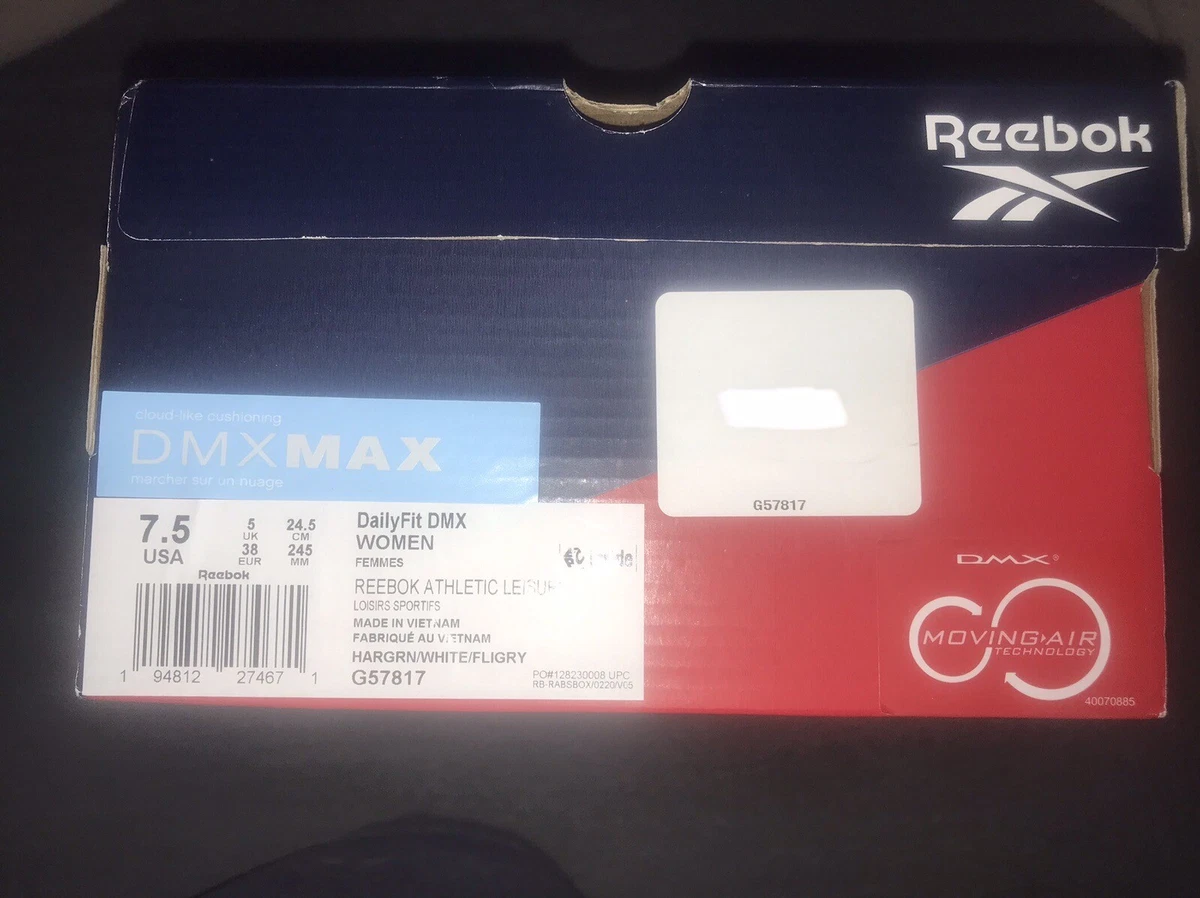 Reebok
cloud-like cushioning
DMXMAX
marcher sur un nuage
G57817
7.5
USA
5
UK
38
EUR
24.5
CM
245
MM
Reebok
1 94812 27467 1
DailyFit DMX
WOMEN
FEMMES
REEBOK ATHLETIC LEISURE
LOISIRS SPORTIFS
MADE IN VIETNAM
FABRIQUÉ AU VIETNAM
HARGRN/WHITE/FLIGRY
G57817
PO#128230008 UPC
RB-RABSBOX/0220/V05
DMX®
MOVING AIR
TECHNOLOGY
40070885